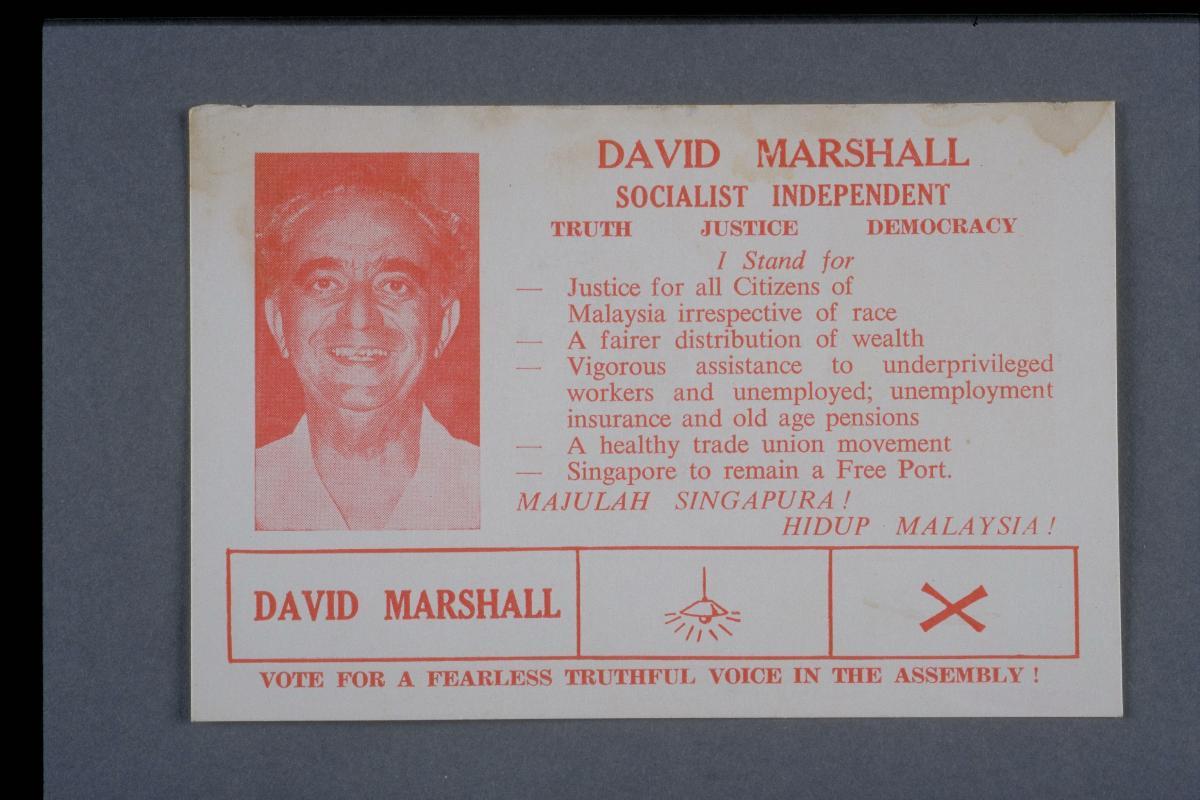 DAVID MARSHALL
SOCIALIST INDEPENDENT
TRUTH JUSTICE DEMOCRACY
I Stand for
— Justice for all Citizens of
Malaysia irrespective of race
— A fairer distribution of wealth
— Vigorous assistance to underprivileged
workers and unemployed; unemployment
insurance and old age pensions
— A healthy trade union movement
— Singapore to remain a Free Port.
MAJULAH SINGAPURA!
HIDUP MALAYSIA!
DAVID MARSHALL
VOTE FOR A FEARLESS TRUTHFUL VOICE IN THE ASSEMBLY!